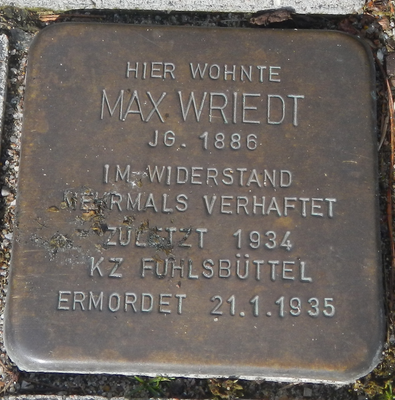 HIER WOHNTE
MAX WRIEDT
JG. 1886
IM WIDERSTAND
MEHRMALS VERHAFTET
ZULETZT 1934
KZ FUHLSBÜTTEL
ERMORDET 21.1.1935